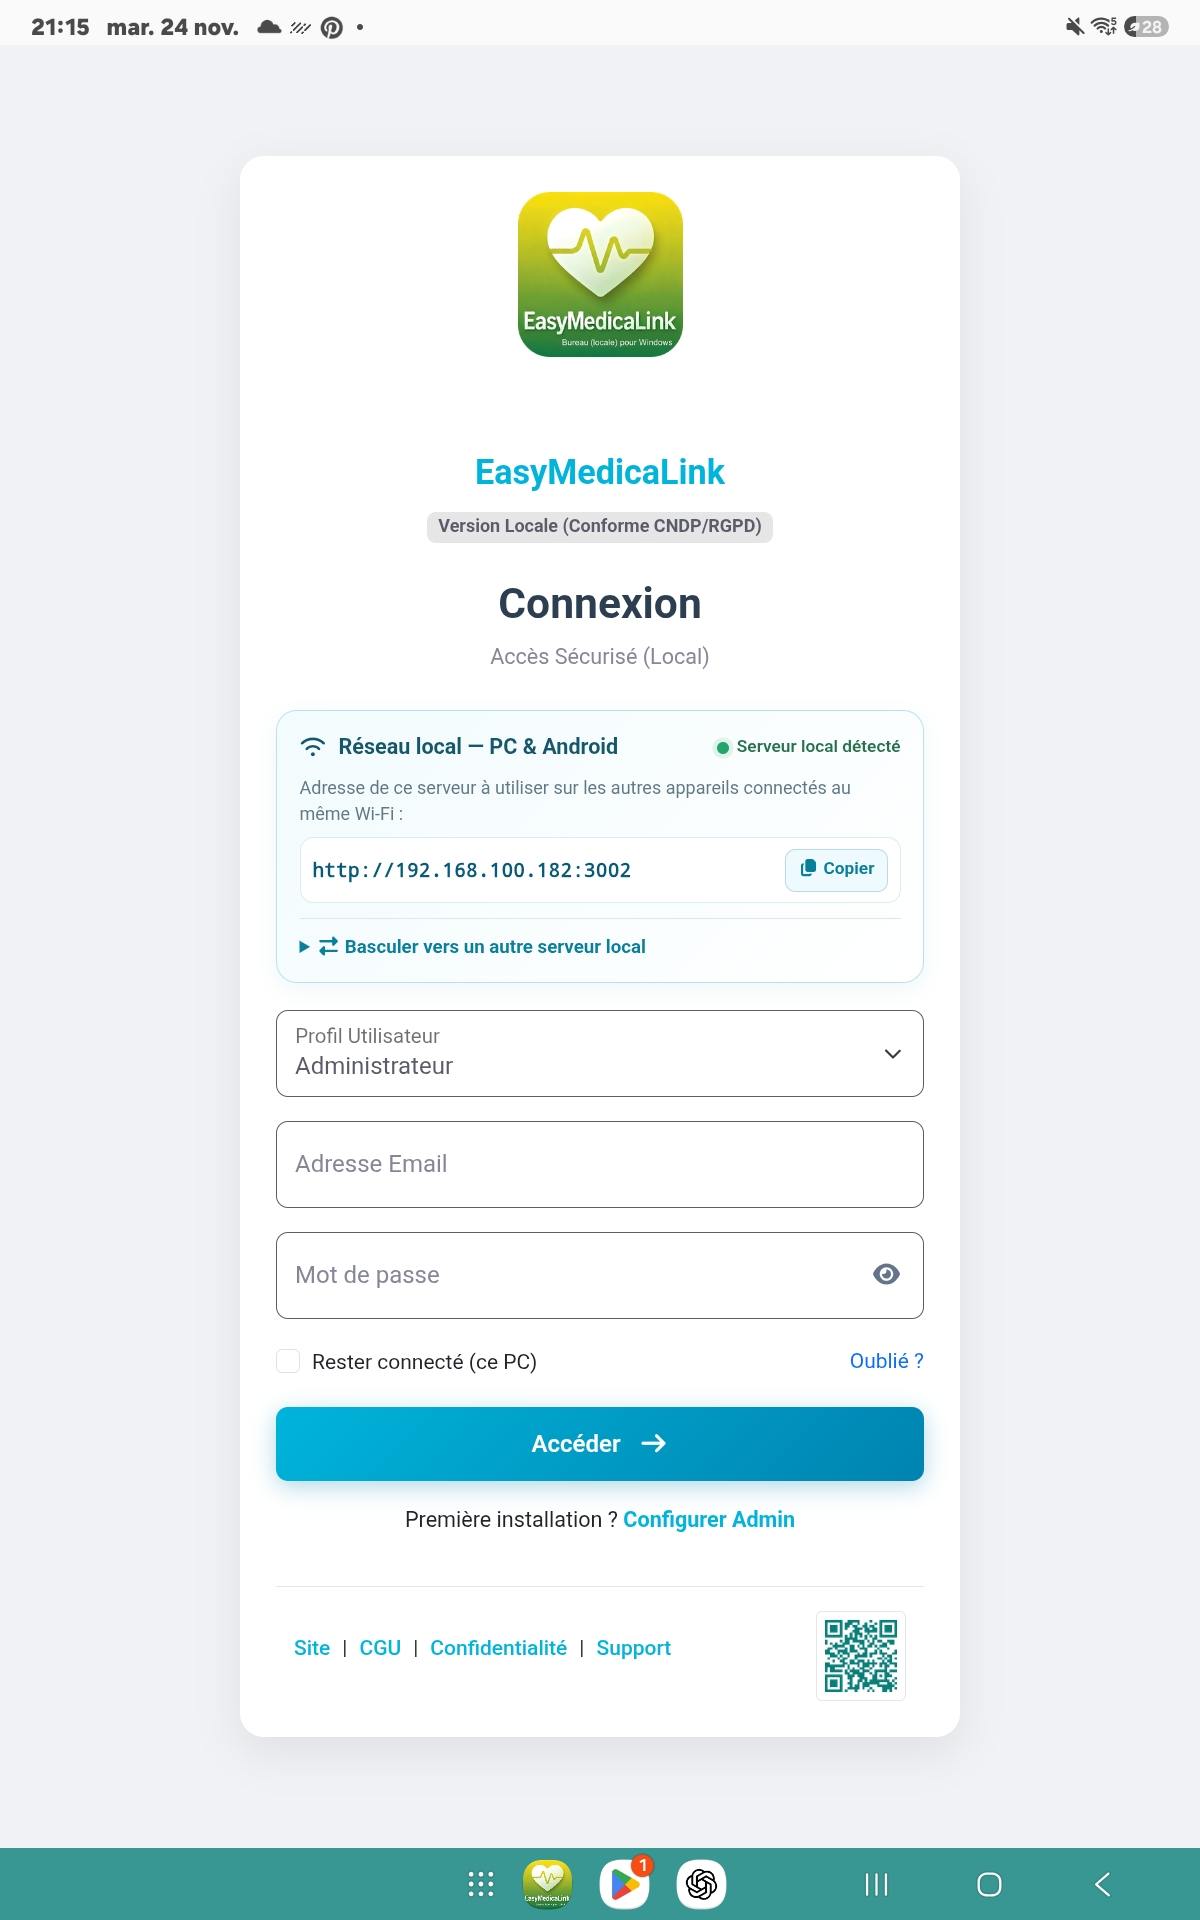 21:15 mar. 24 nov.
28
EasyMedicaLink
Bureau (locale) pour Windows
EasyMedicaLink
Version Locale (Conforme CNDP/RGPD)
Connexion
Accès Sécurisé (Local)
Réseau local — PC & Android
Serveur local détecté
Adresse de ce serveur à utiliser sur les autres appareils connectés au
même Wi-Fi :
http://192.168.100.182:3002
Copier
Basculer vers un autre serveur local
Profil Utilisateur
Administrateur
Adresse Email
Mot de passe
Rester connecté (ce PC)
Oublié ?
Accéder
Première installation ? Configurer Admin
Site | CGU | Confidentialité | Support
EasyMedicaLink
1